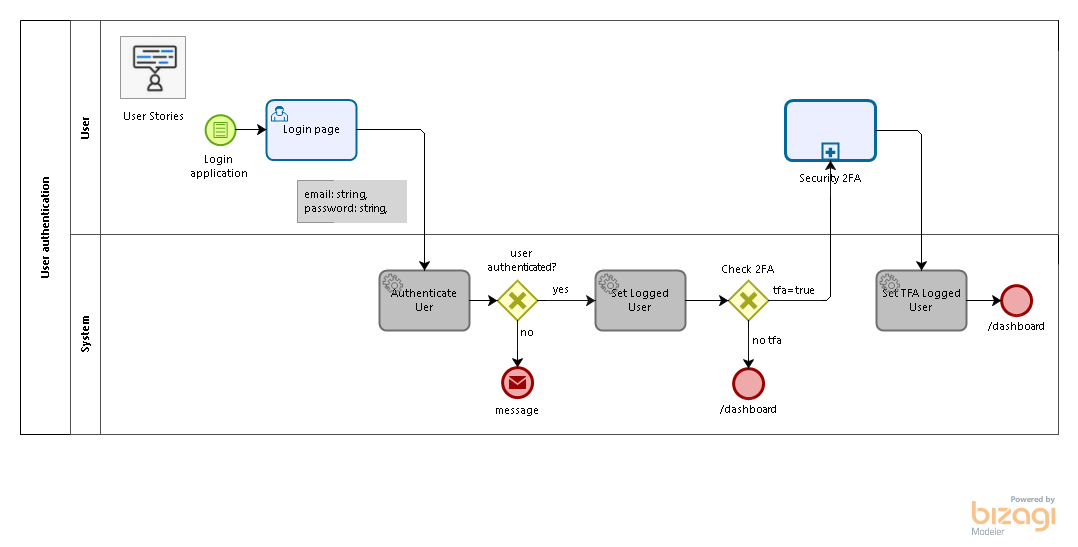 User authentication
User
User Stories
Login
application
Login page
email: string,
password: string,
Security 2FA
System
Authenticate
Uer
user
authenticated?
yes
no
message
Set Logged
User
Check 2FA
tfa=true
no tfa
/dashboard
Set TFA Logged
User
/dashboard
Powered by
bizagi
Modeler